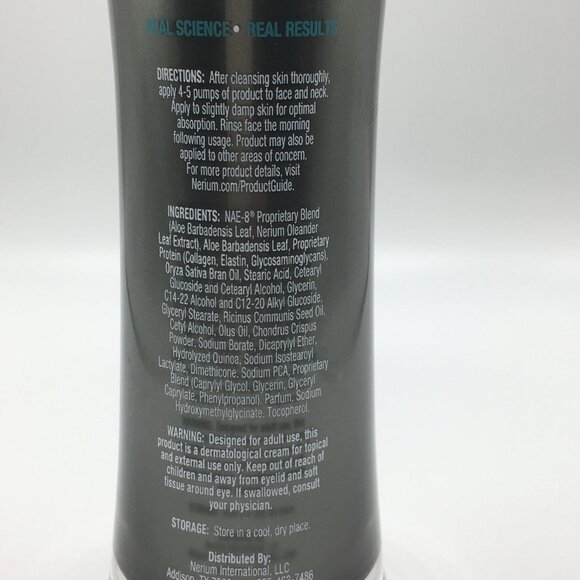 REAL SCIENCE • REAL RESULTS
DIRECTIONS: After cleansing skin thoroughly,
apply 4-5 pumps of product to face and neck.
Apply to slightly damp skin for optimal
absorption. Rinse face the morning
following usage. Product may also be
applied to other areas of concern.
For more product details, visit
Nerium.com/ProductGuide.
INGREDIENTS: NAE-8® Proprietary Blend
(Aloe Barbadensis Leaf, Nerium Oleander
Leaf Extract), Aloe Barbadensis Leaf, Proprietary
Protein (Collagen, Elastin, Glycosaminoglycans),
Oryza Sativa Bran Oil, Stearic Acid, Cetearyl
Glucoside and Cetearyl Alcohol, Glycerin,
C14-22 Alcohol and C12-20 Alkyl Glucoside,
Glyceryl Stearate, Ricinus Communis Seed Oil,
Cetyl Alcohol, Olus Oil, Chondrus Crispus
Powder, Sodium Borate, Dicaprylyl Ether,
Hydrolyzed Quinoa, Sodium Isostearoyl
Lactylate, Dimethicone, Sodium PCA, Proprietary
Blend (Caprylyl Glycol, Glycerin, Glyceryl
Caprylate, Phenylpropanol), Parfum, Sodium
Hydroxymethylglycinate, Tocopherol.
WARNING: Designed for adult use, this
product is a dermatological cream for topical
and external use only. Keep out of reach of
children and away from eyelid and soft
tissue around eye. If swallowed, consult
your physician.
STORAGE: Store in a cool, dry place.
Distributed By:
Nerium International, LLC
Addison, TX